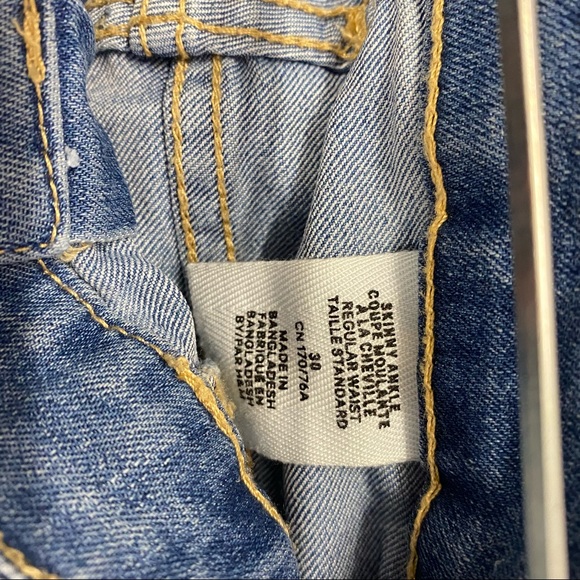 SKINNY ANKLE
COUPE MOULANTE
À LA CHEVILLE
REGULAR WAIST
TAILLE STANDARD
30
CN 170/76A
MADE IN
BANGLADESH
FABRIQUÉ EN
BANGLADESH
BY/PAR H&M